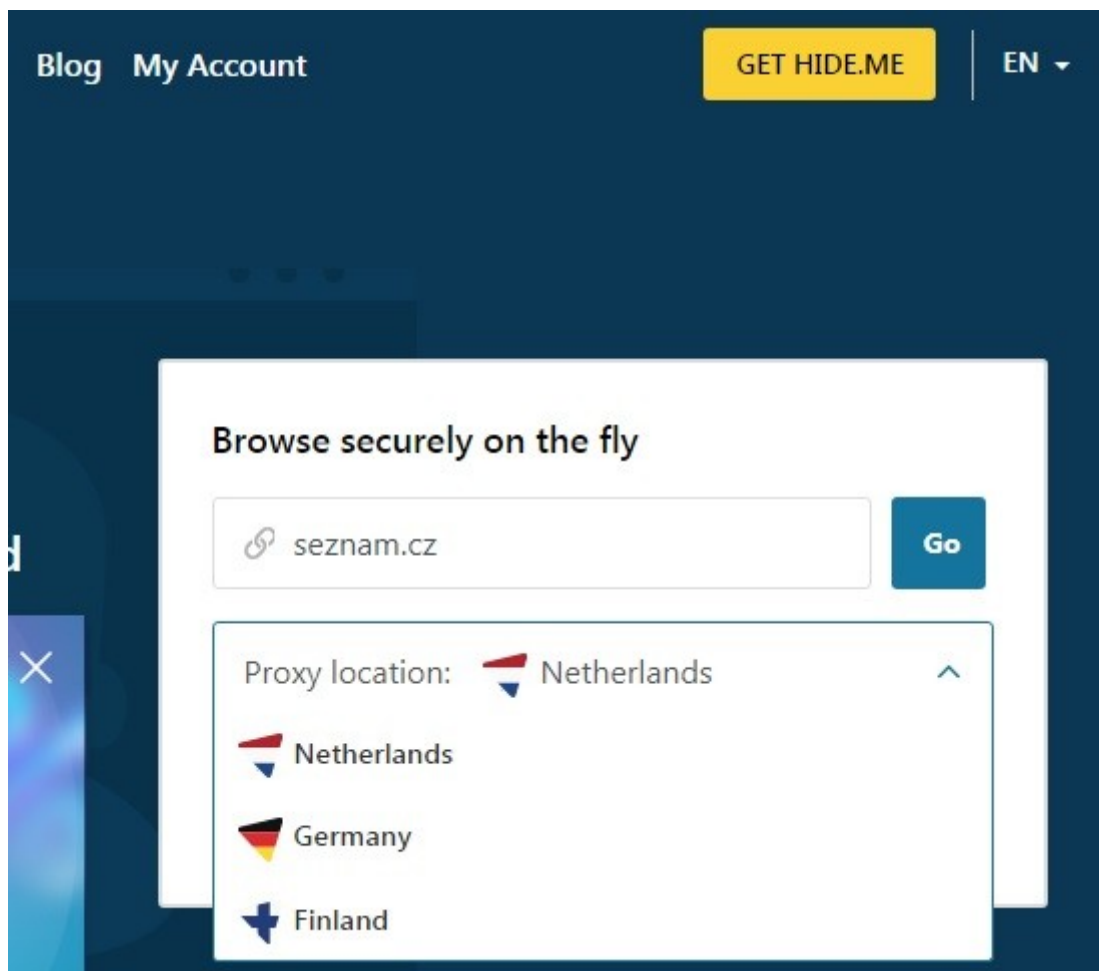 Blog My Account GET HIDE.ME EN
Browse securely on the fly
seznam.cz Go
d
Proxy location: Netherlands
Netherlands
Germany
Finland